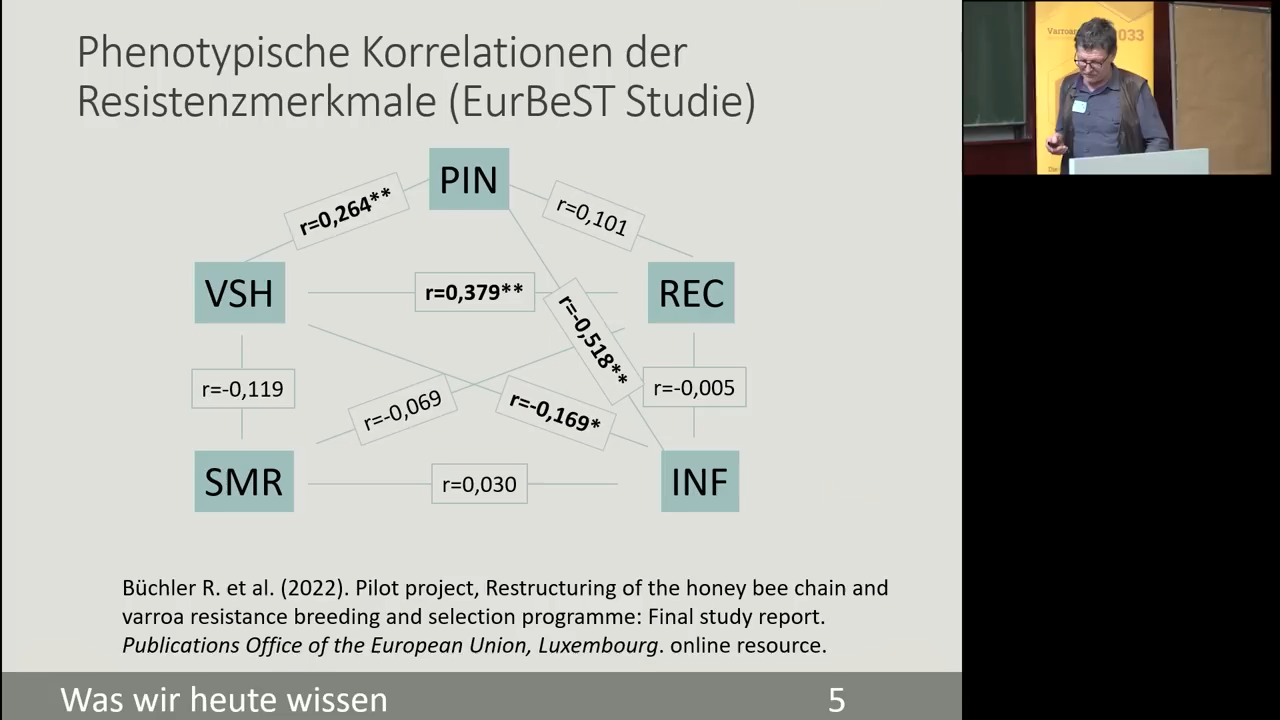 Phenotypische Korrelationen der
Resistenzmerkmale (EurBeST Studie)
PIN
r=0,264**
r=0,101
VSH
r=0,379**
REC
r=-0,518**
r=-0,119
r=-0,069
r=-0,169*
r=-0,005
SMR
r=0,030
INF
Büchler R. et al. (2022). Pilot project, Restructuring of the honey bee chain and
varroa resistance breeding and selection programme: Final study report.
Publications Office of the European Union, Luxembourg. online resource.
Was wir heute wissen
5
033
Die